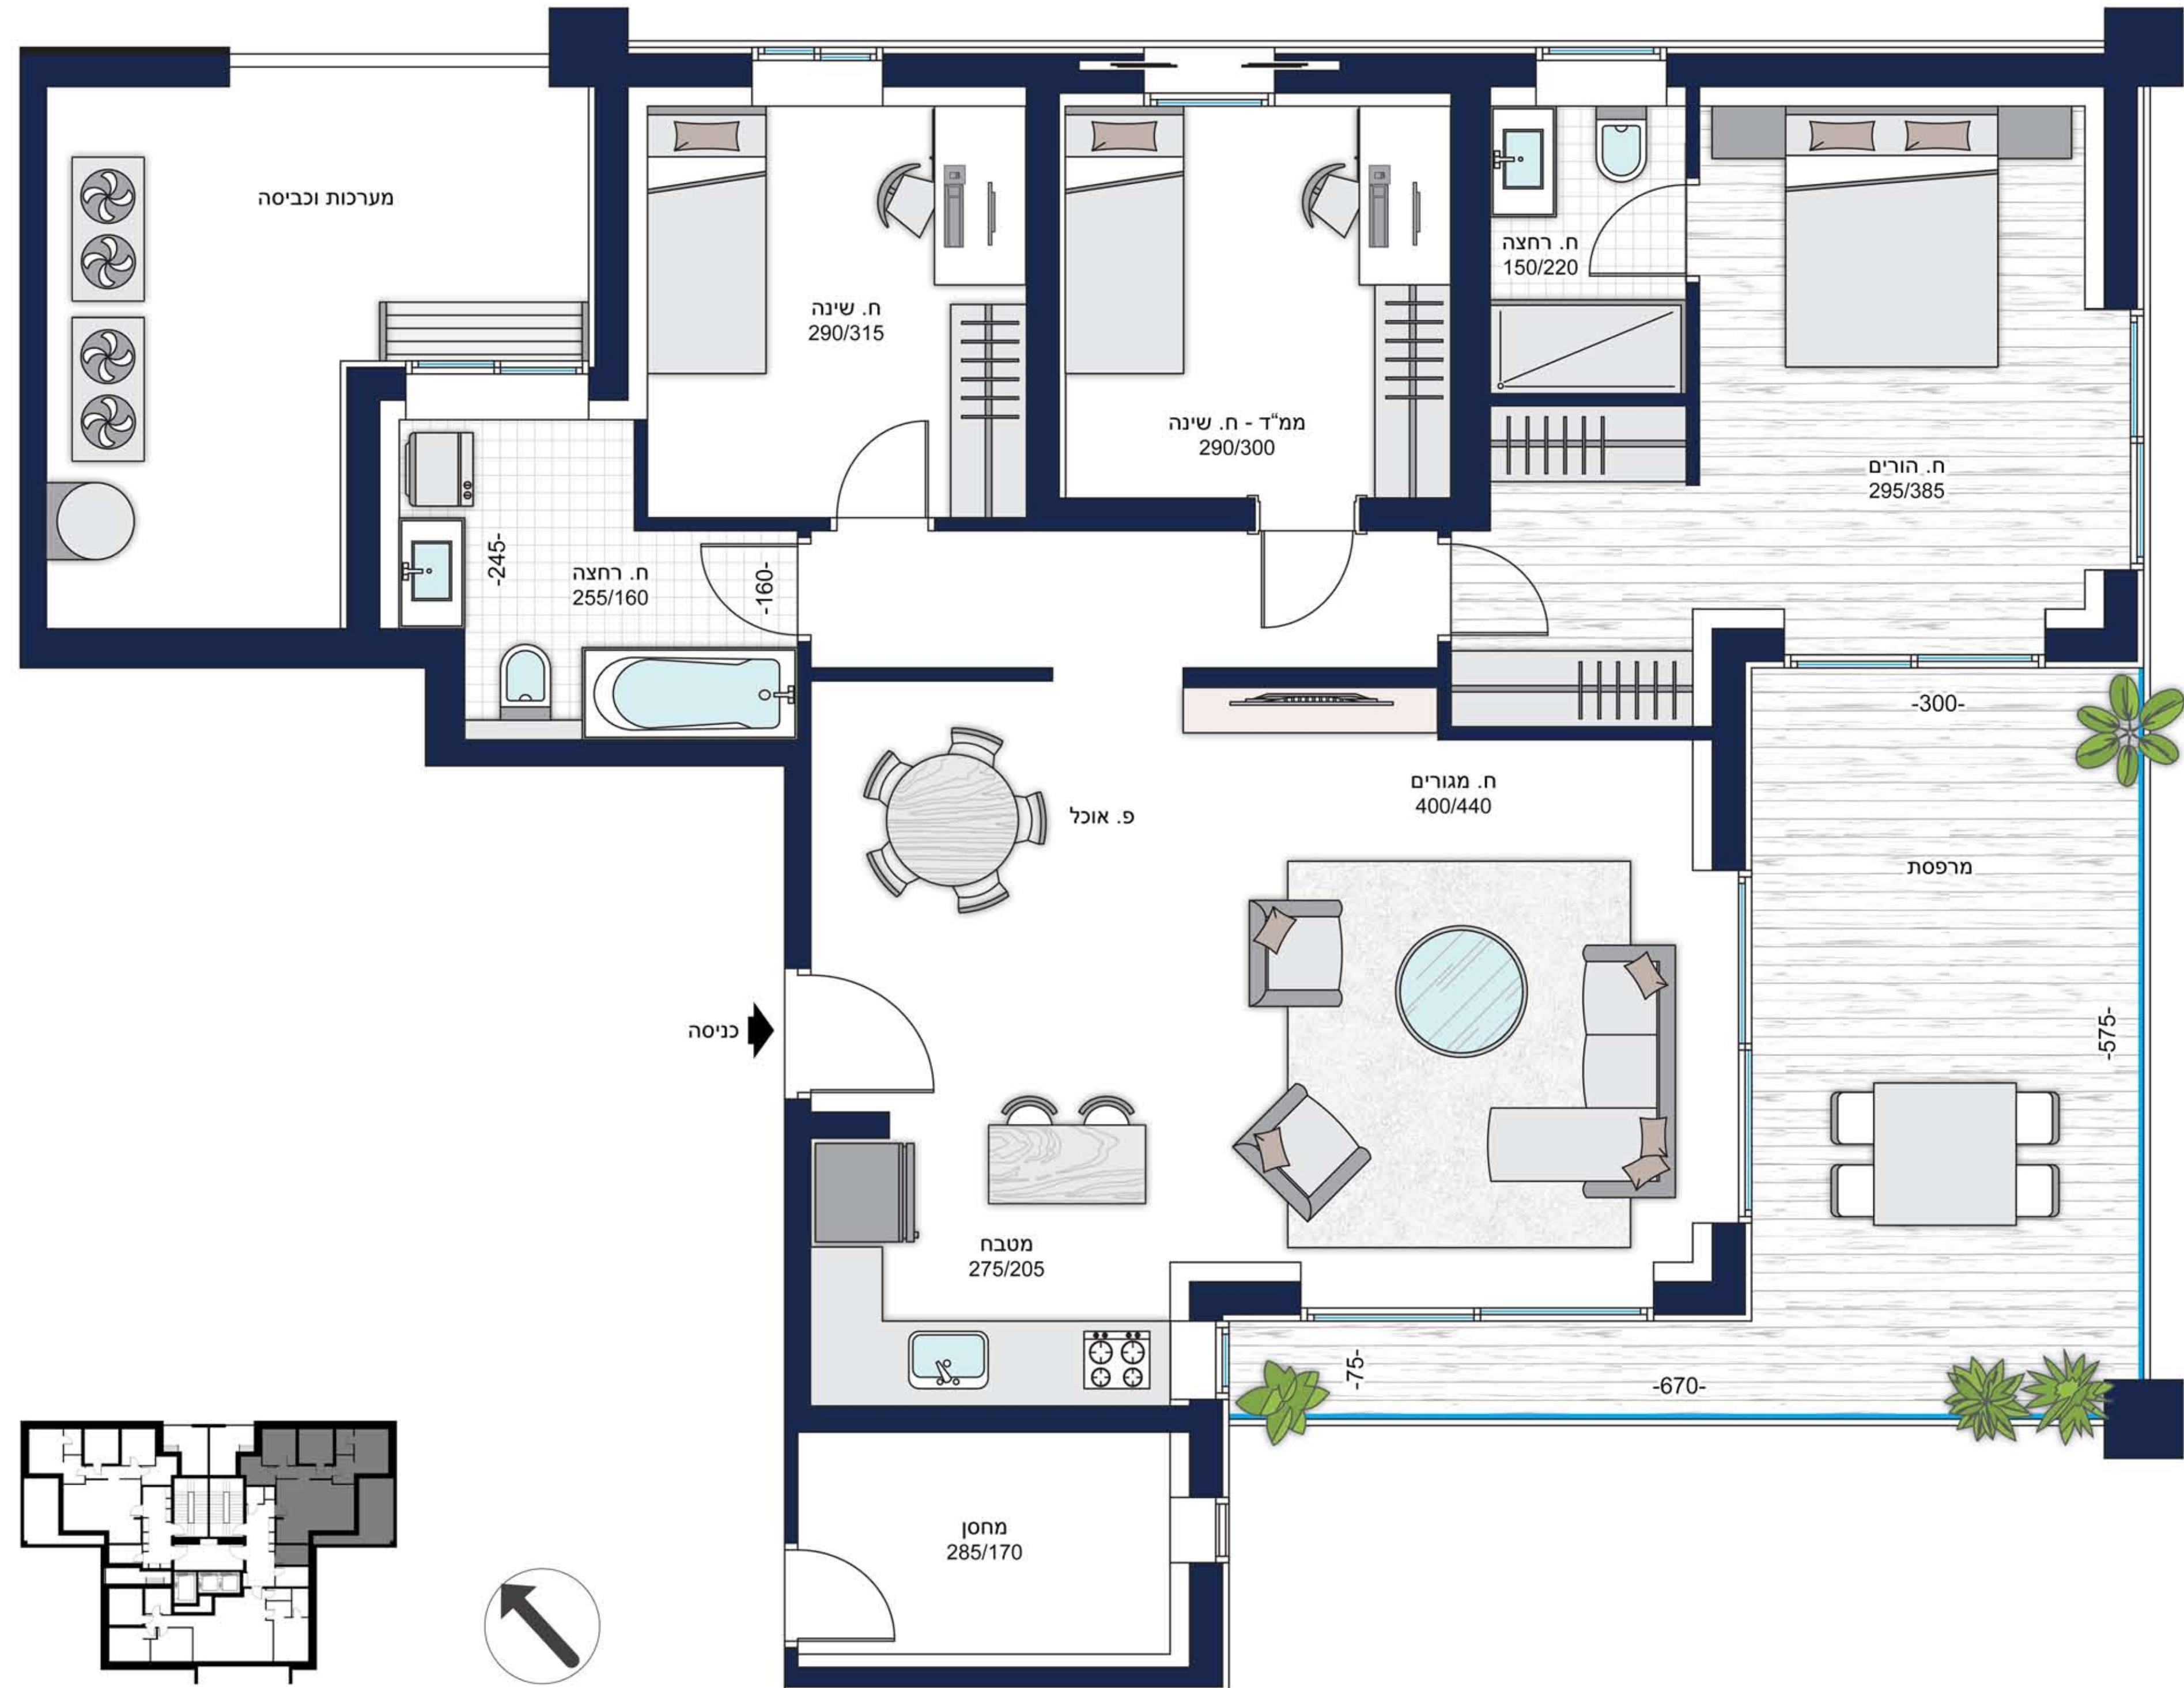 מערכות וכביסה
ח. שינה
290/315
ממ"ד - ח. שינה
290/300
ח. רחצה
150/220
ח. הורים
295/385
-245-
ח. רחצה
255/160
-160-
-300-
ח. מגורים
400/440
פ. אוכל
מרפסת
כניסה
-575-
מטבח
275/205
-75-
-670-
מחסן
285/170